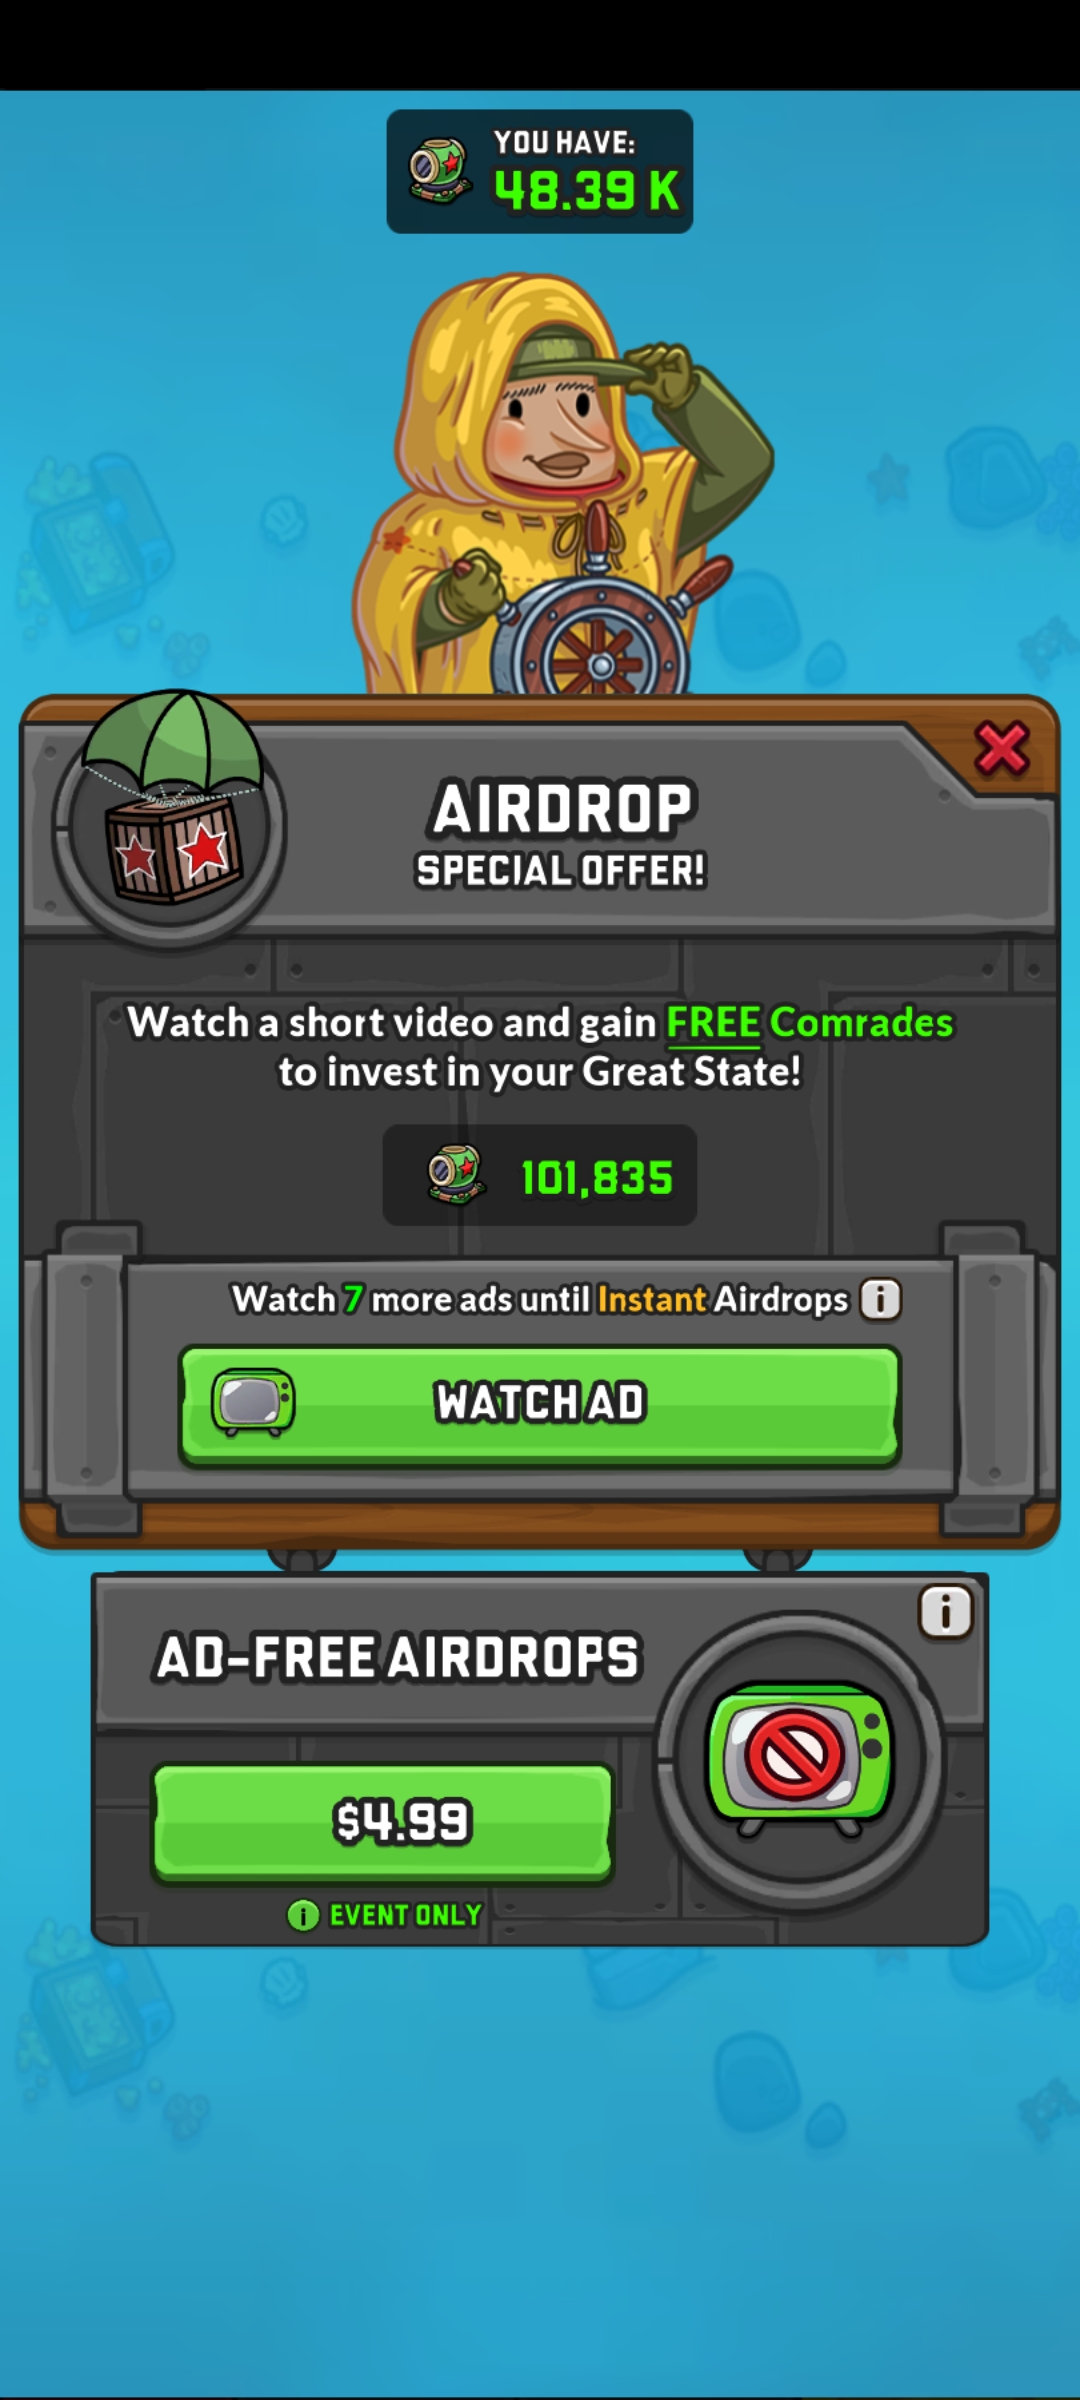 YOU HAVE:
48.39 K
AIRDROP
SPECIAL OFFER!
Watch a short video and gain FREE Comrades
to invest in your Great State!
101,835
Watch 7 more ads until Instant Airdrops i
WATCH AD
i
AD-FREE AIRDROPS
$4.99
i EVENT ONLY